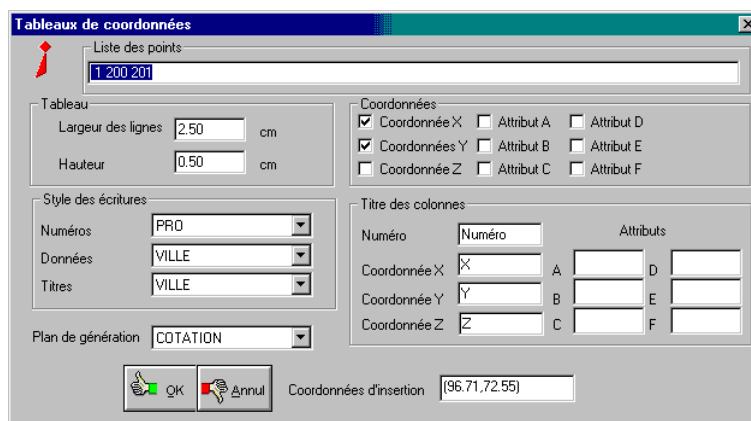 Tableaux de coordonnées
Liste des points
1 200 201
Tableau
Largeur des lignes 2.50 cm
Hauteur 0.50 cm
Coordonnées
Coordonnée X Attribut A Attribut D
Coordonnées Y Attribut B Attribut E
Coordonnée Z Attribut C Attribut F
Style des écritures
Numéros PRO
Données VILLE
Titres VILLE
Titre des colonnes
Numéro Numéro Attributs
Coordonnée X X A D
Coordonnée Y Y B E
Coordonnée Z Z C F
Plan de génération COTATION
OK Annul Coordonnées d'insertion (96.71,72.55)